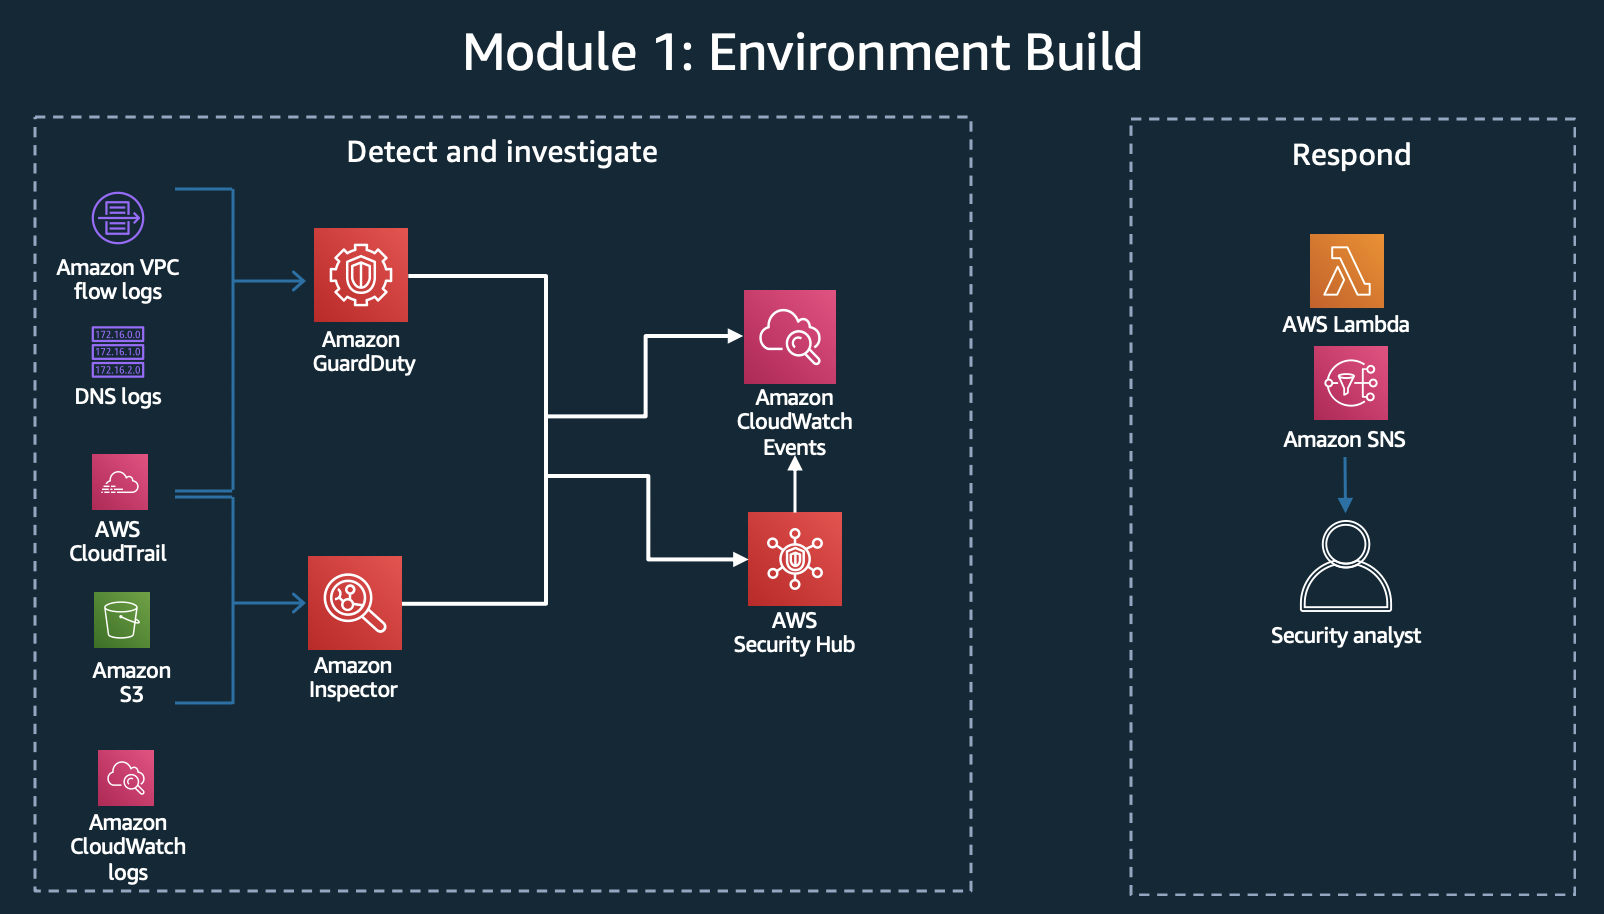 Module 1: Environment Build
Detect and investigate
Amazon VPC
flow logs
172.16.0.0
172.16.1.0
172.16.2.0
DNS logs
AWS
CloudTrail
Amazon
S3
Amazon
CloudWatch
logs
Amazon
GuardDuty
Amazon
Inspector
Amazon
CloudWatch
Events
AWS
Security Hub
Respond
AWS Lambda
Amazon SNS
Security analyst